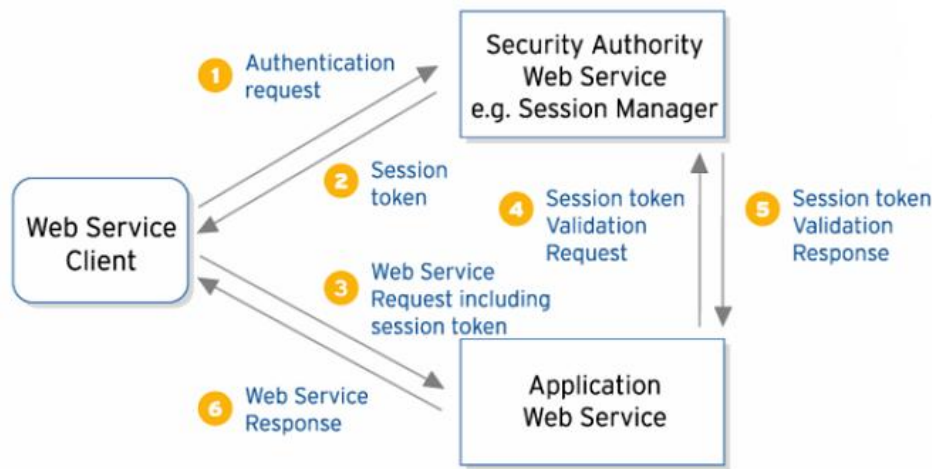 1 Authentication
request
Security Authority
Web Service
e.g. Session Manager
2 Session
token
Web Service
Client
4 Session token
Validation
Request
5 Session token
Validation
Response
3 Web Service
Request including
session token
6 Web Service
Response
Application
Web Service